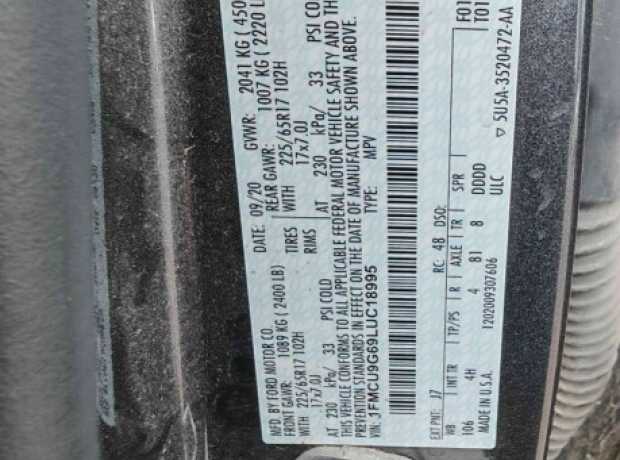 MFD. BY FORD MOTOR CO. DATE: 09/20 GVWR: 2041 KG ( 450
FRONT GAWR: 1089 KG ( 2400 LB) REAR GAWR: 1007 KG ( 2220 L
225/65R17 102H TIRES WITH 225/65R17 102H
17x7.0J RIMS 17x7.0J
AT 230 kPa/ 33 PSI COLD AT 230 kPa/ 33 PSI COL
THIS VEHICLE CONFORMS TO ALL APPLICABLE FEDERAL MOTOR VEHICLE SAFETY AND TH
PREVENTION STANDARDS IN EFFECT ON THE DATE OF MANUFACTURE SHOWN ABOVE.
VIN: 1FMCU9G69LUC18995 TYPE: MPV
EXT PNT: J7 RC: 48 DSO: F01
WB INT TR TP/PS R AXLE TR SPR T01
106 4H 4 81 8 DDDD
ULC
MADE IN U.S.A. 1202009307606 ▽ 5U5A-3520472-AA